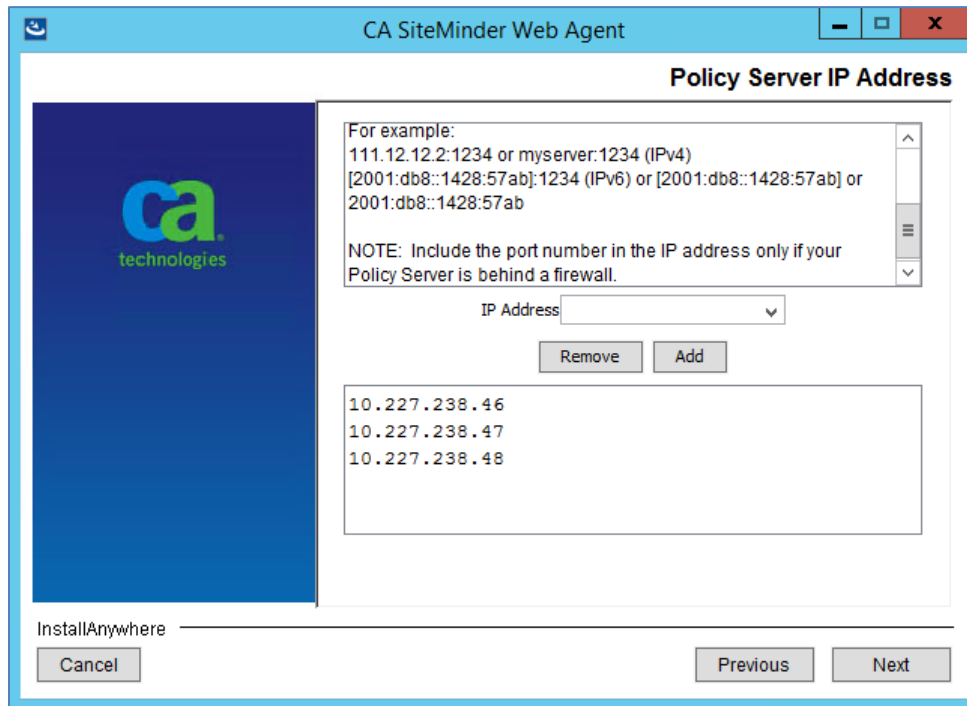 CA SiteMinder Web Agent
Policy Server IP Address
ca
technologies
For example:
111.12.12.2:1234 or myserver:1234 (IPv4)
[2001:db8::1428:57ab]:1234 (IPv6) or [2001:db8::1428:57ab] or
2001:db8::1428:57ab
NOTE:  Include the port number in the IP address only if your
Policy Server is behind a firewall.
IP Address
Remove Add
10.227.238.46
10.227.238.47
10.227.238.48
InstallAnywhere
Cancel Previous Next